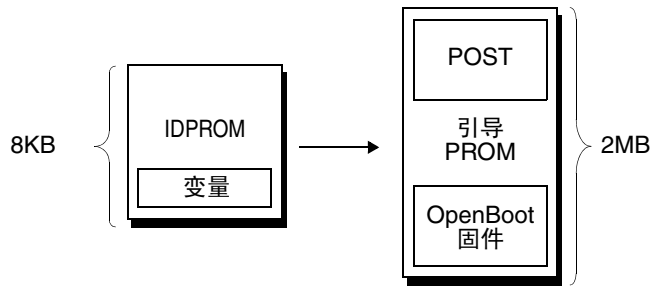 8KB
IDPROM
变量
POST
引导
PROM
OpenBoot
固件
2MB